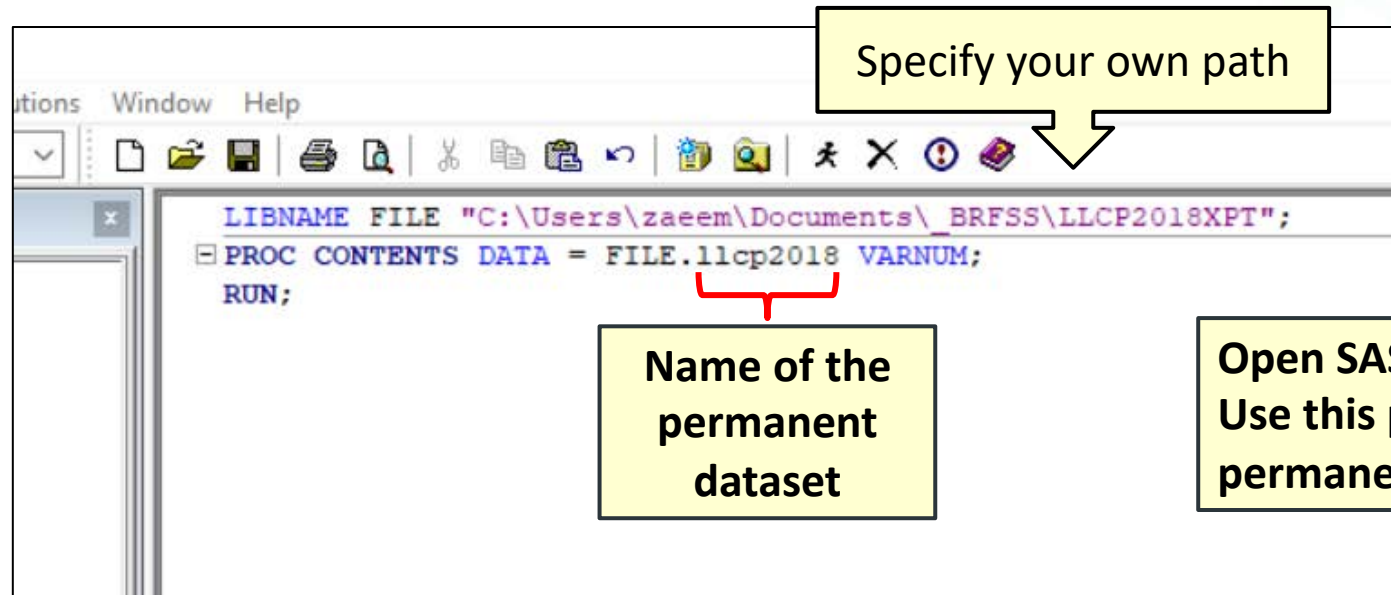 Specify your own path
utions Window Help
LIBNAME FILE "C:\Users\zaeem\Documents\_BRFSS\LLCP2018XPT";
PROC CONTENTS DATA = FILE.llcp2018 VARNUM;
RUN;
Name of the
permanent
dataset
Open SAS
Use this
permane